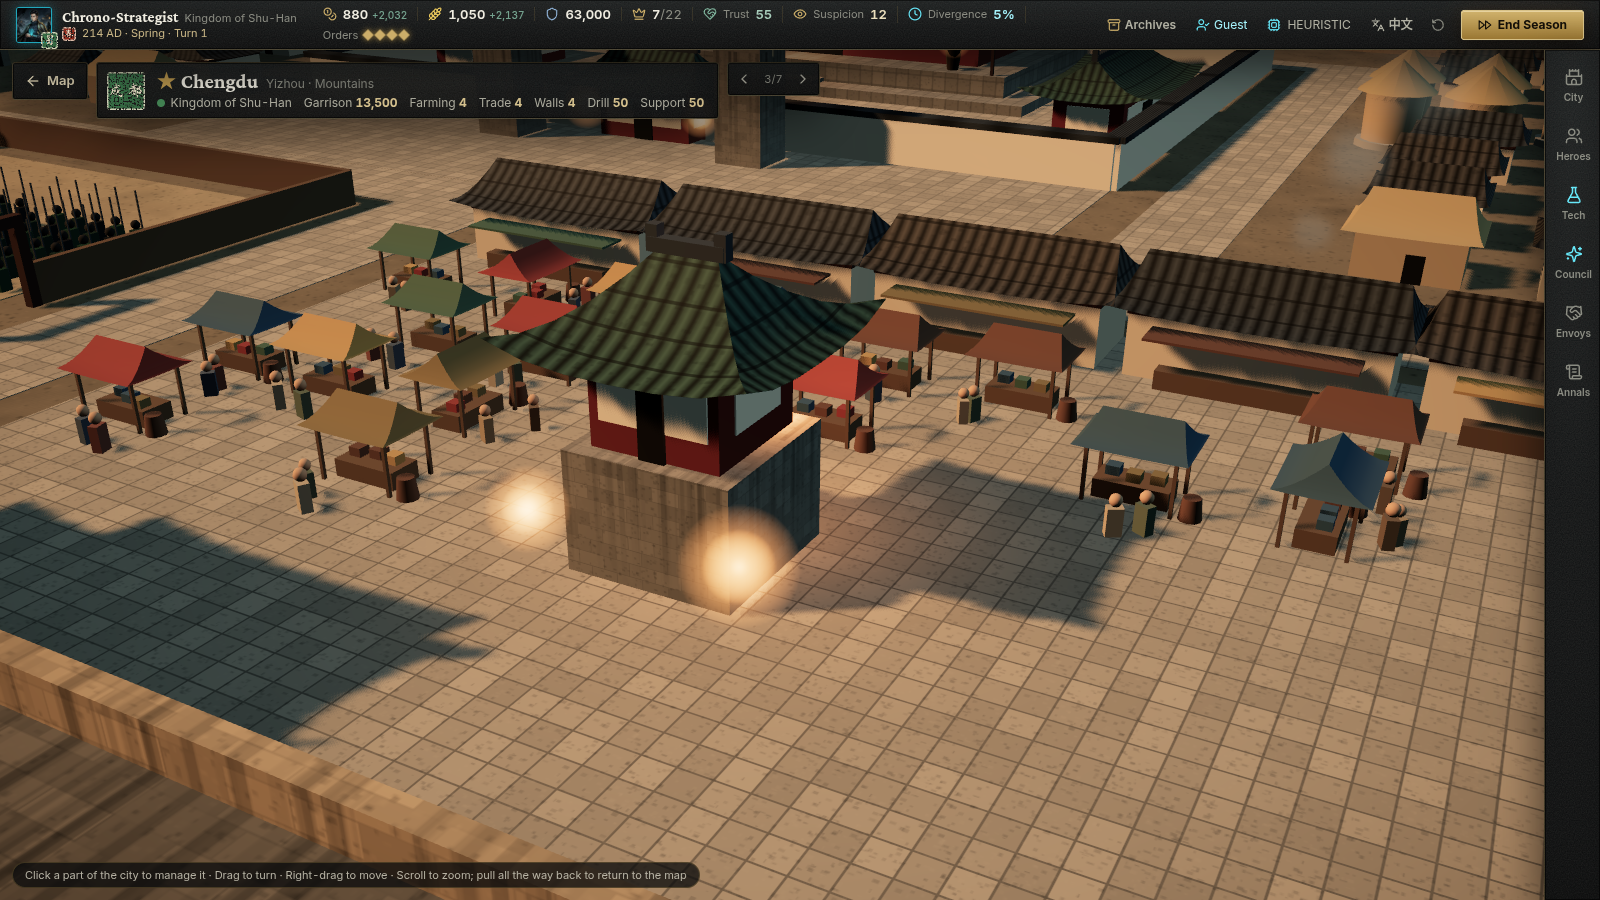 Chrono-Strategist Kingdom of Shu-Han
214 AD · Spring · Turn 1
880 +2,032
1,050 +2,137
63,000
7/22
Trust 55
Suspicion 12
Divergence 5%
Orders
Archives
Guest
HEURISTIC
中文
End Season
Map
Chengdu Yizhou · Mountains
Kingdom of Shu-Han Garrison 13,500 Farming 4 Trade 4 Walls 4 Drill 50 Support 50
3/7
City
Heroes
Tech
Council
Envoys
Annals
Click a part of the city to manage it · Drag to turn · Right-drag to move · Scroll to zoom; pull all the way back to return to the map